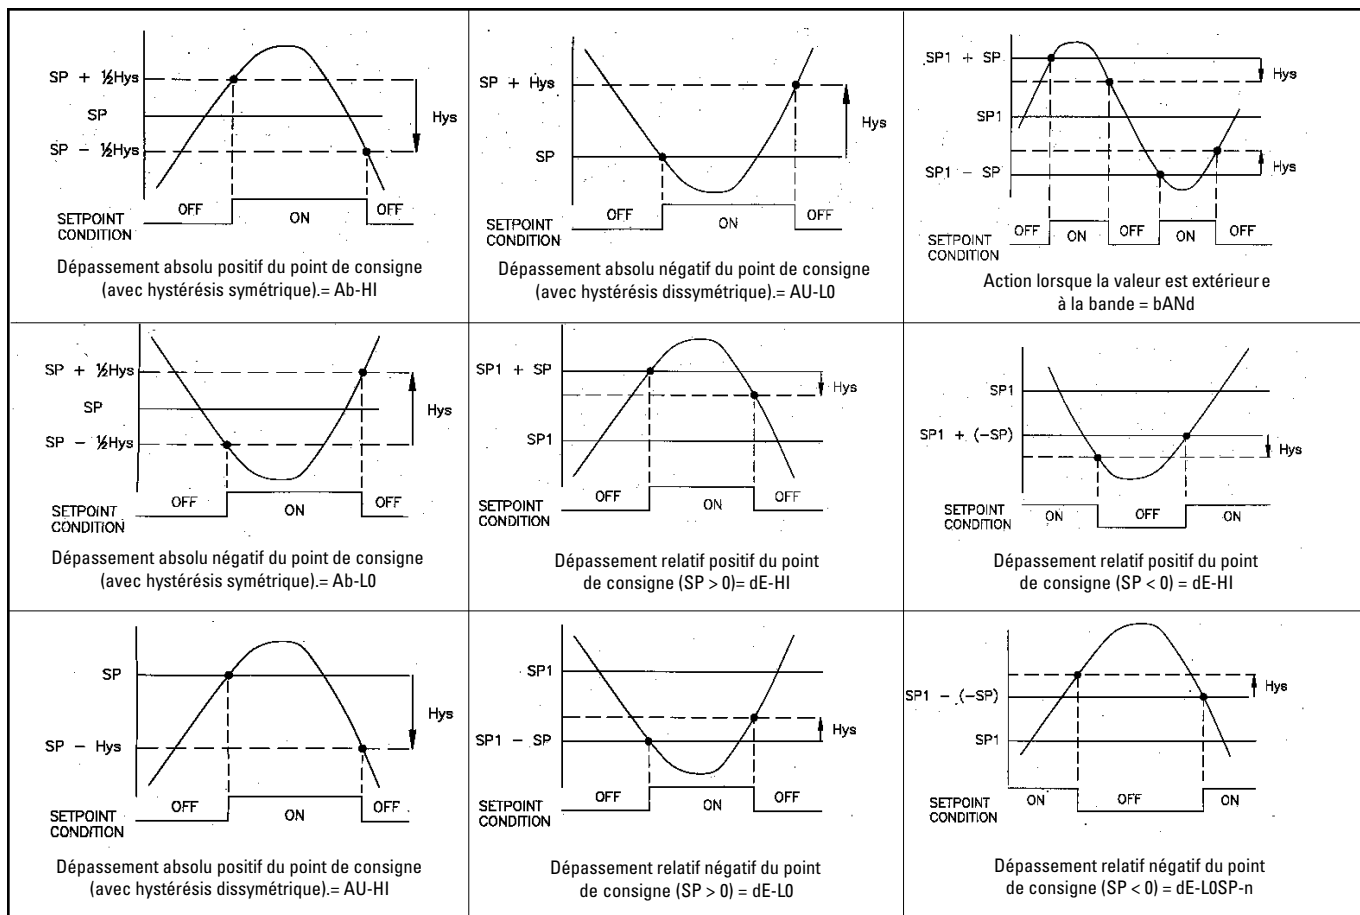 SP + ½Hys
SP
SP - ½Hys
Hys
OFF
ON
OFF
SETPOINT
CONDITION
Dépassement absolu positif du point de consigne
(avec hystérésis symétrique).= Ab-HI
SP + Hys
SP
Hys
OFF
ON
OFF
SETPOINT
CONDITION
Dépassement absolu négatif du point de consigne
(avec hystérésis dissymétrique).= AU-L0
SP1 + SP
SP1
SP1 - SP
Hys
Hys
OFF
ON
OFF
ON
OFF
SETPOINT
CONDITION
Action lorsque la valeur est extérieure
à la bande = bANd
SP + ½Hys
SP
SP - ½Hys
Hys
OFF
ON
OFF
SETPOINT
CONDITION
Dépassement absolu négatif du point de consigne
(avec hystérésis symétrique).= Ab-L0
SP1 + SP
SP1
Hys
OFF
ON
OFF
SETPOINT
CONDITION
Dépassement relatif positif du point
de consigne (SP > 0)= dE-HI
SP1
SP1 + (-SP)
Hys
ON
OFF
ON
SETPOINT
CONDITION
Dépassement relatif positif du point
de consigne (SP < 0) = dE-HI
SP
SP - Hys
Hys
OFF
ON
OFF
SETPOINT
CONDITION
Dépassement absolu positif du point de consigne
(avec hystérésis dissymétrique).= AU-HI
SP1
SP1 - SP
Hys
OFF
ON
OFF
SETPOINT
CONDITION
Dépassement relatif négatif du point
de consigne (SP > 0) = dE-L0
SP1 - (-SP)
SP1
Hys
ON
OFF
ON
SETPOINT
CONDITION
Dépassement relatif négatif du point
de consigne (SP < 0) = dE-L0SP-n